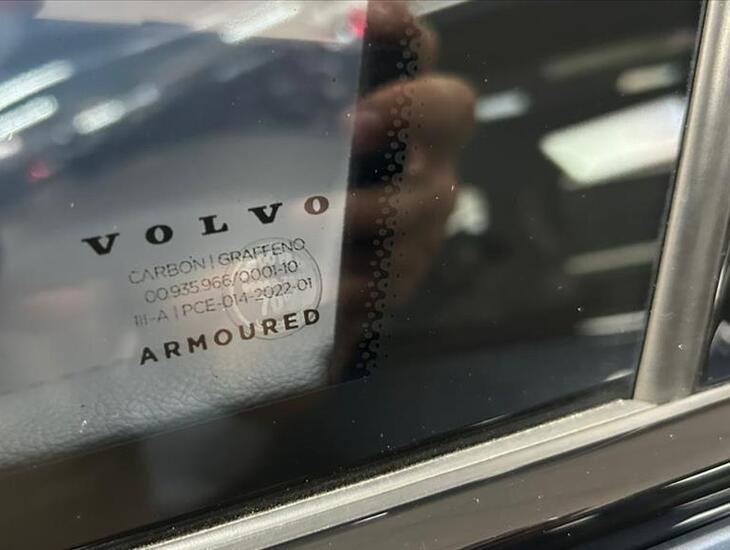 VOLVO
CARBON | GRAFFENO
00.935.966/0001-10
III-A | PCE-014-2022-01
ARMOURED